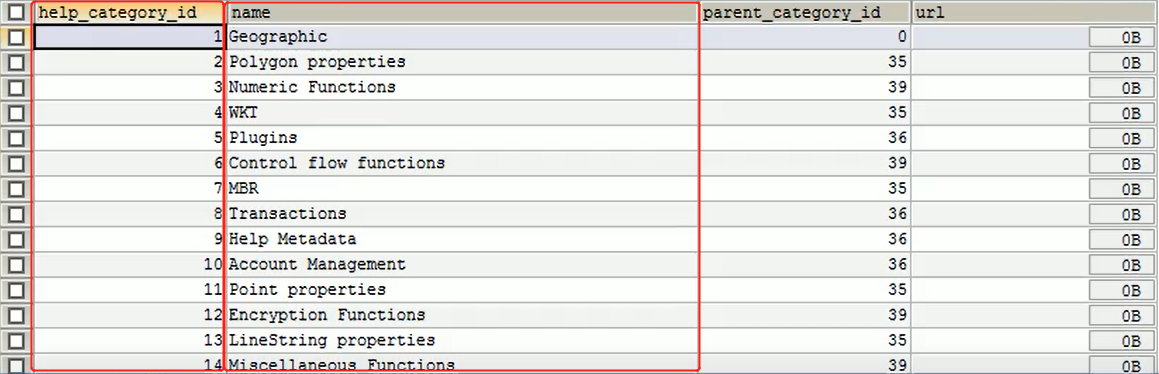 help_category_id name parent_category_id url
1 Geographic 0 0B
2 Polygon properties 35 0B
3 Numeric Functions 39 0B
4 WKT 35 0B
5 Plugins 36 0B
6 Control flow functions 39 0B
7 MBR 35 0B
8 Transactions 36 0B
9 Help Metadata 36 0B
10 Account Management 36 0B
11 Point properties 35 0B
12 Encryption Functions 39 0B
13 LineString properties 35 0B
14 Miscellaneous Functions 39 0B